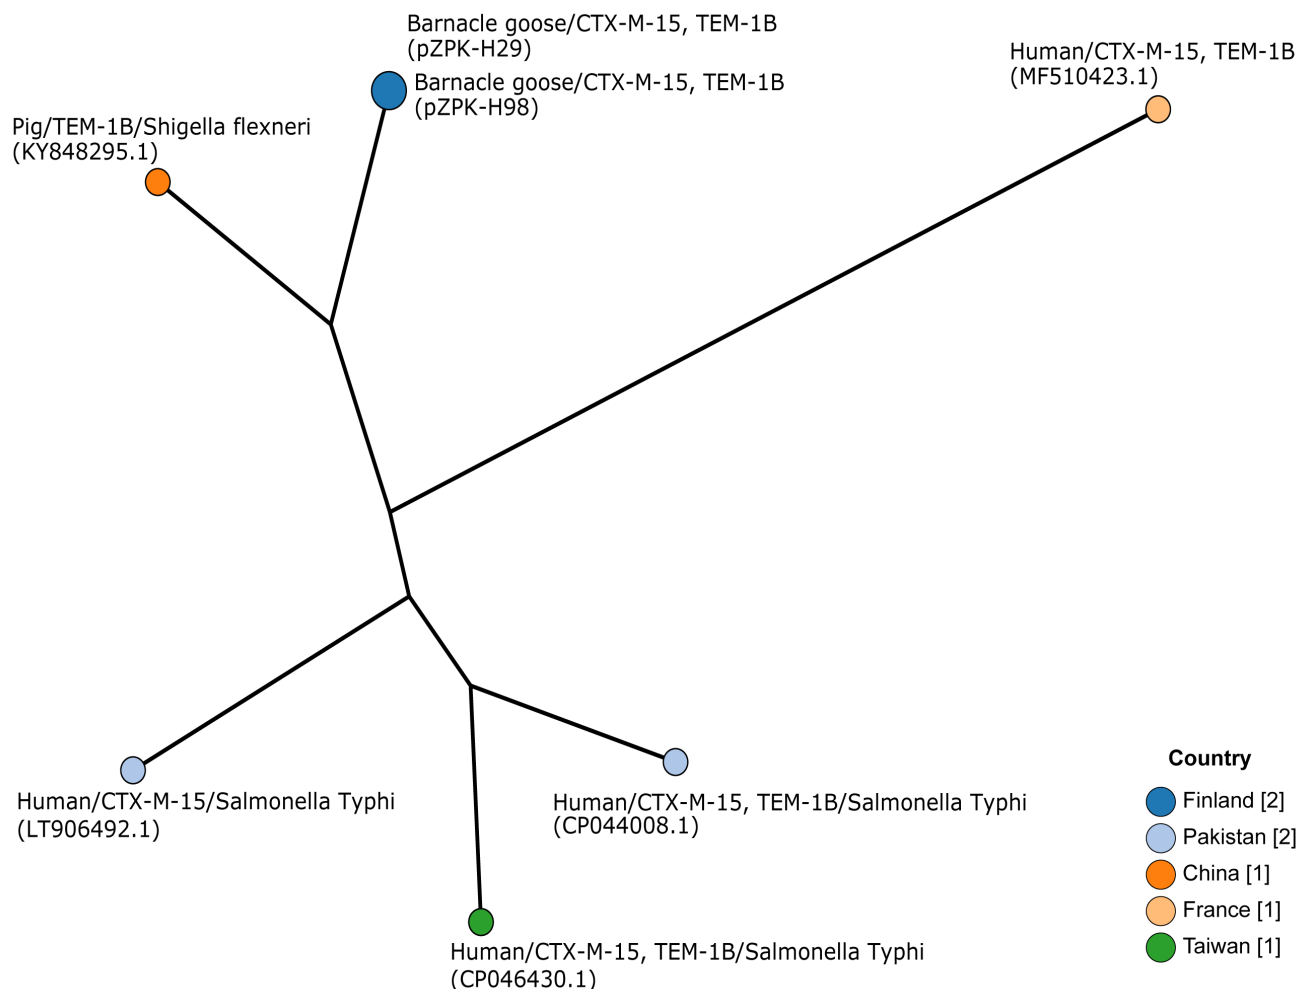 Barnacle goose/CTX-M-15, TEM-1B
(pZPK-H29)
Barnacle goose/CTX-M-15, TEM-1B
(pZPK-H98)
Human/CTX-M-15, TEM-1B
(MF510423.1)
Pig/TEM-1B/Shigella flexneri
(KY848295.1)
Human/CTX-M-15/Salmonella Typhi
(LT906492.1)
Human/CTX-M-15, TEM-1B/Salmonella Typhi
(CP044008.1)
Human/CTX-M-15, TEM-1B/Salmonella Typhi
(CP046430.1)
Country
Finland [2]
Pakistan [2]
China [1]
France [1]
Taiwan [1]